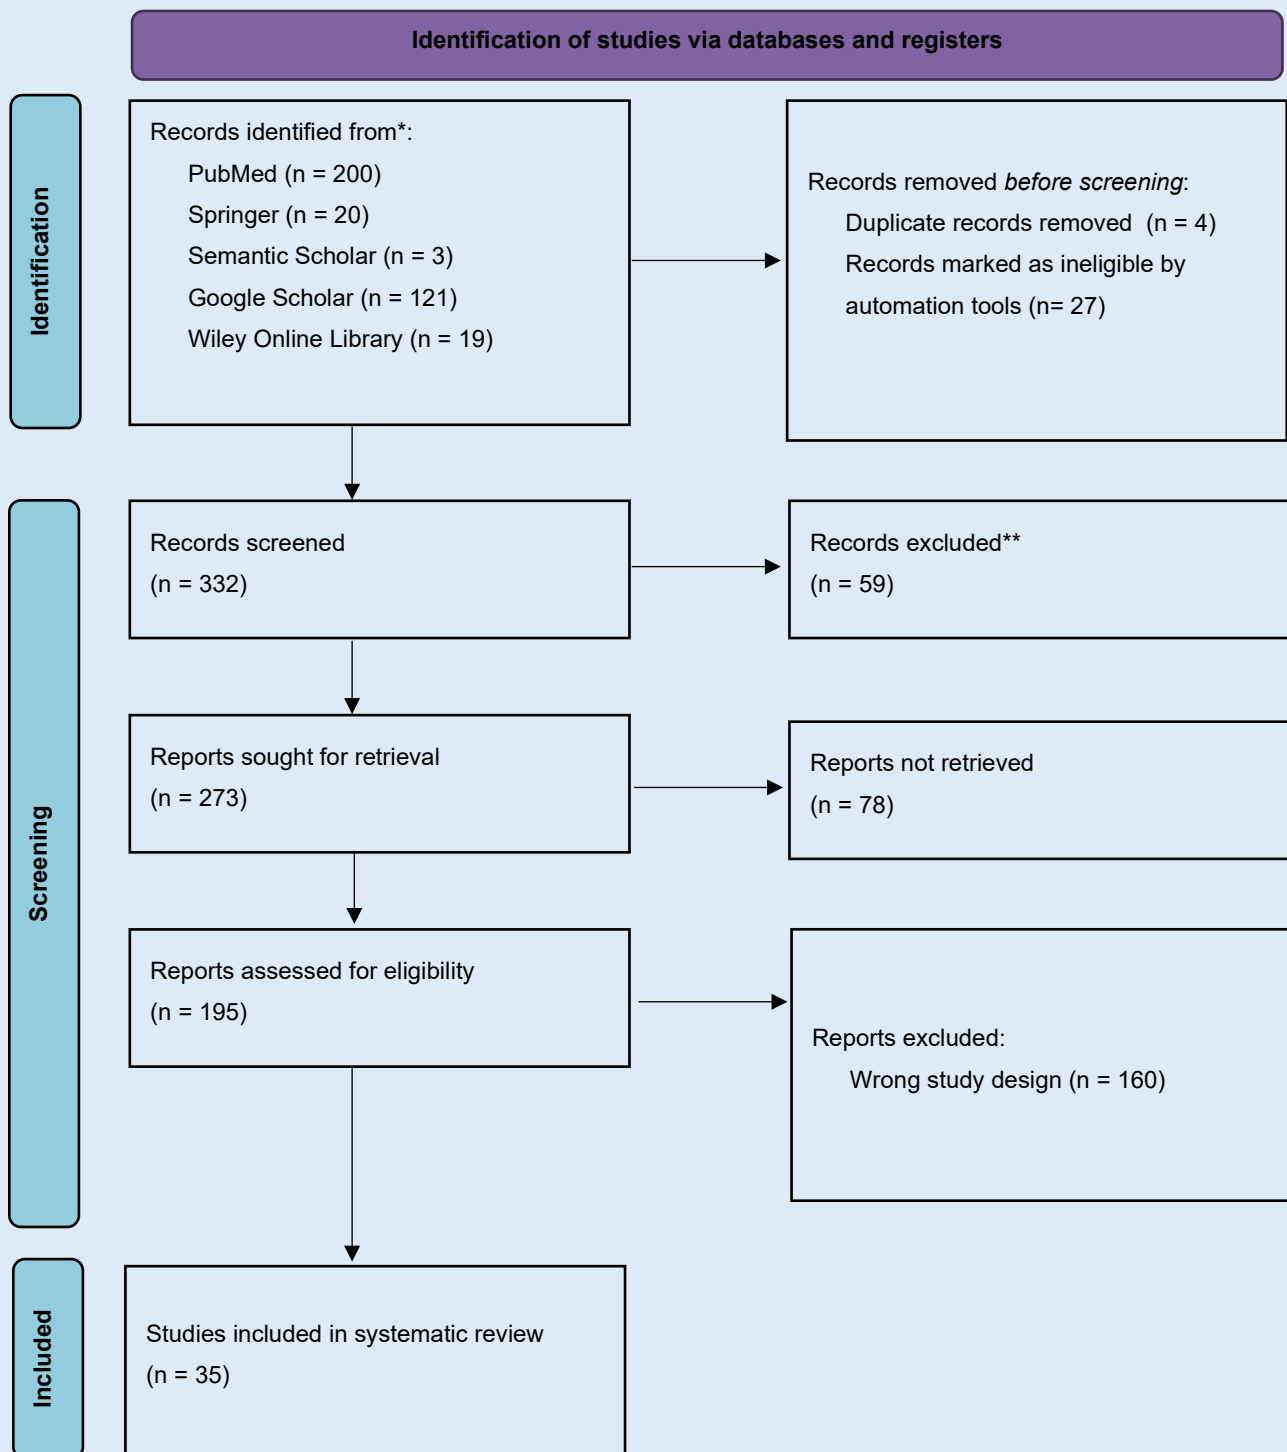 Identification of studies via databases and registers
Identification
Records identified from*:
PubMed (n = 200)
Springer (n = 20)
Semantic Scholar (n = 3)
Google Scholar (n = 121)
Wiley Online Library (n = 19)
Records removed before screening:
Duplicate records removed (n = 4)
Records marked as ineligible by
automation tools (n= 27)
Screening
Records screened
(n = 332)
Records excluded**
(n = 59)
Reports sought for retrieval
(n = 273)
Reports not retrieved
(n = 78)
Reports assessed for eligibility
(n = 195)
Reports excluded:
Wrong study design (n = 160)
Included
Studies included in systematic review
(n = 35)